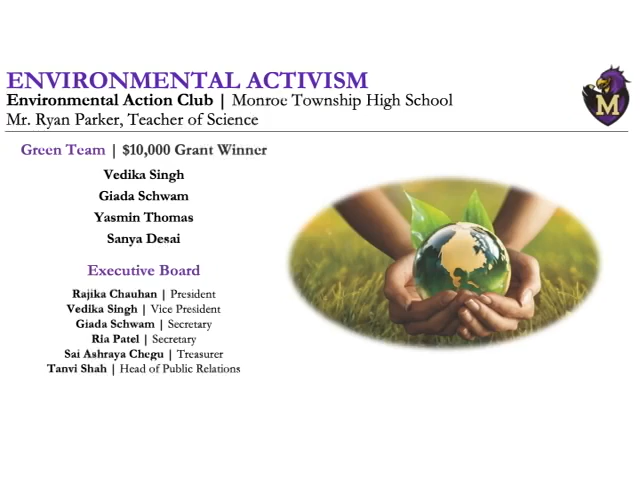 ENVIRONMENTAL ACTIVISM
Environmental Action Club | Monroe Township High School
Mr. Ryan Parker, Teacher of Science
M
Green Team | $10,000 Grant Winner
Vedika Singh
Giada Schwam
Yasmin Thomas
Sanya Desai
Executive Board
Rajika Chauhan | President
Vedika Singh | Vice President
Giada Schwam | Secretary
Ria Patel | Secretary
Sai Ashraya Chegu | Treasurer
Tanvi Shah | Head of Public Relations